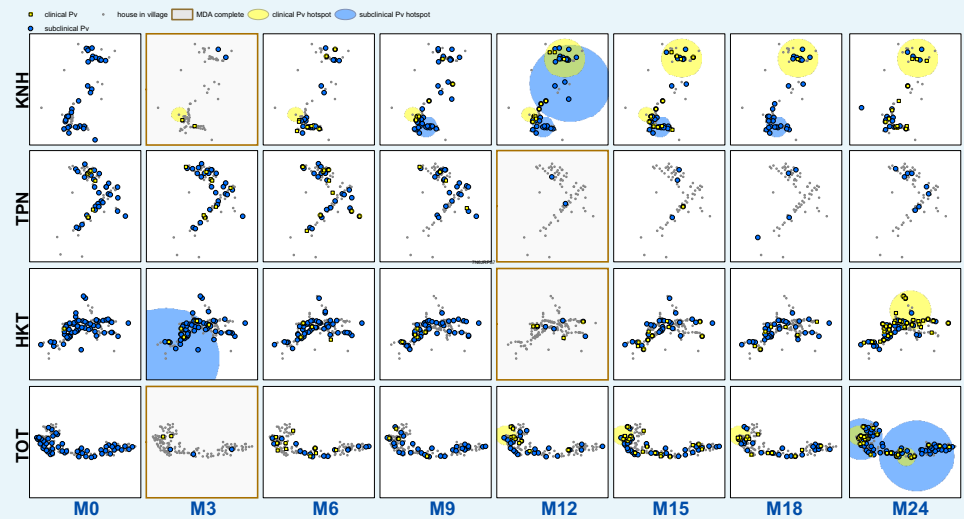 clinical Pv house in village MDA complete clinical Pv hotspot subclinical Pv hotspot
subclinical Pv
KNH
TPN
HKT
TOT
M0 M3 M6 M9 M12 M15 M18 M24